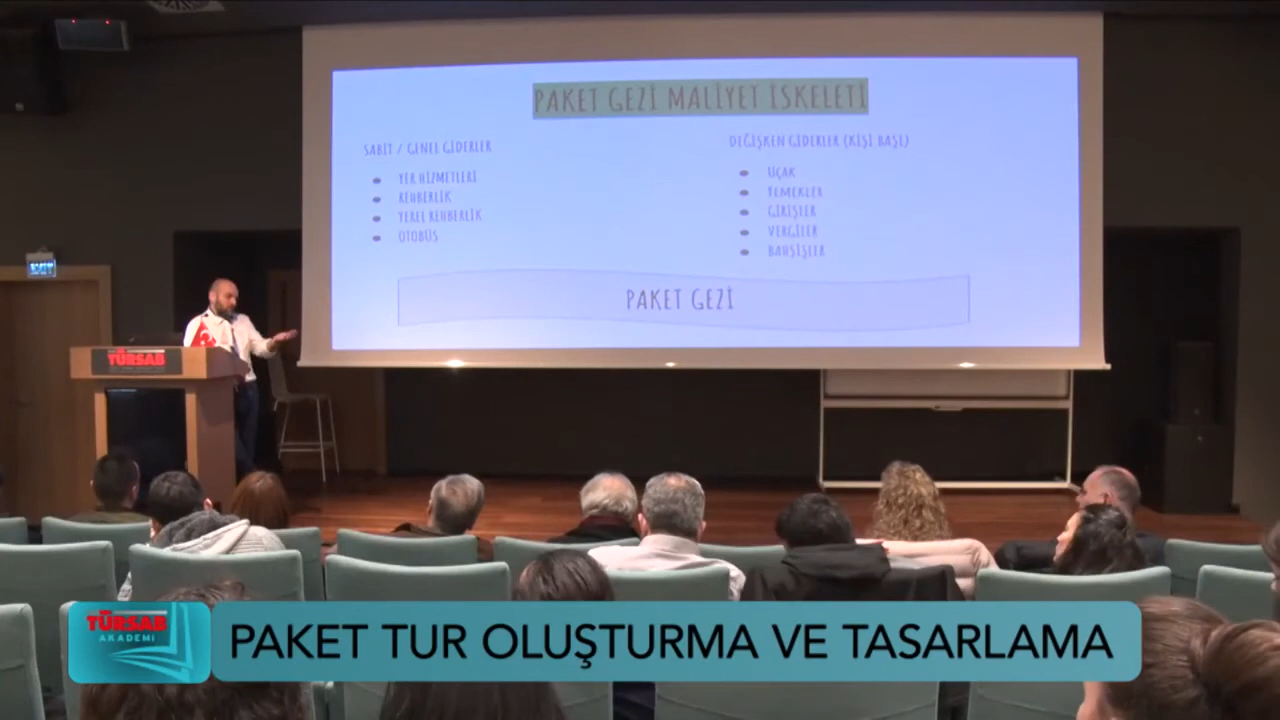 PAKET GEZİ MALİYET İSKELETİ
SABİT / GENEL GİDERLER
YER HİZMETLERİ
REHBERLİK
YEREL REHBERLİK
OTOBÜS
DEĞİŞKEN GİDERLER (KİŞİ BAŞI)
UÇAK
YEMEKLER
GİRİŞLER
VERGİLER
BAHŞİŞLER
PAKET GEZİ
TÜRSAB
TÜRSAB
AKADEMİ
PAKET TUR OLUŞTURMA VE TASARLAMA